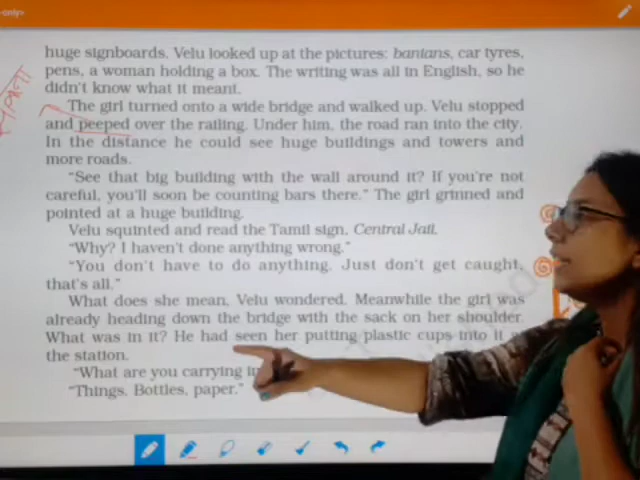 huge signboards. Velu looked up at the pictures: banians, car tyres,
pens, a woman holding a box. The writing was all in English, so he
didn't know what it meant.
The girl turned onto a wide bridge and walked up. Velu stopped
and peeped over the railing. Under him, the road ran into the city.
In the distance he could see huge buildings and towers and
more roads.
"See that big building with the wall around it? If you're not
careful, you'll soon be counting bars there." The girl grinned and
pointed at a huge building.
Velu squinted and read the Tamil sign, Central Jail.
"Why? I haven't done anything wrong."
"You don't have to do anything. Just don't get caught,
that's all."
What does she mean, Velu wondered. Meanwhile the girl was
already heading down the bridge with the sack on her shoulder.
What was in it? He had seen her putting plastic cups into it
the station.
"What are you carrying
"Things. Bottles, paper."